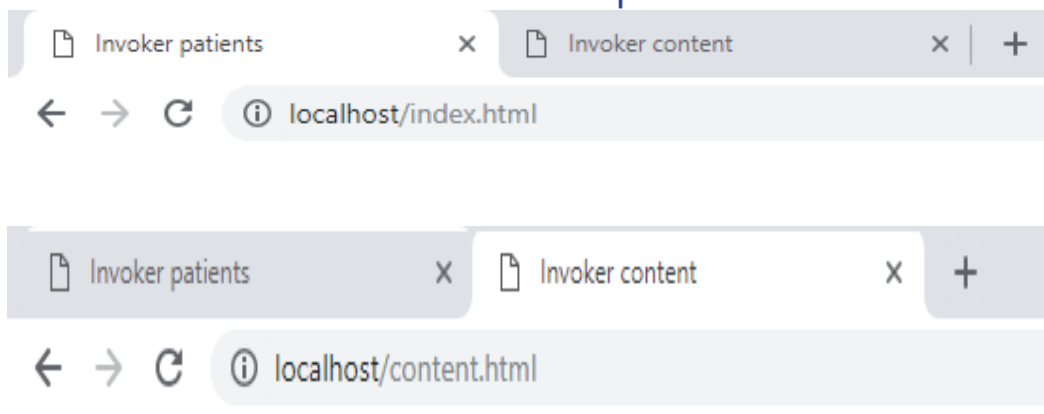 Invoker patients Invoker content
localhost/index.html
Invoker patients Invoker content
localhost/content.html